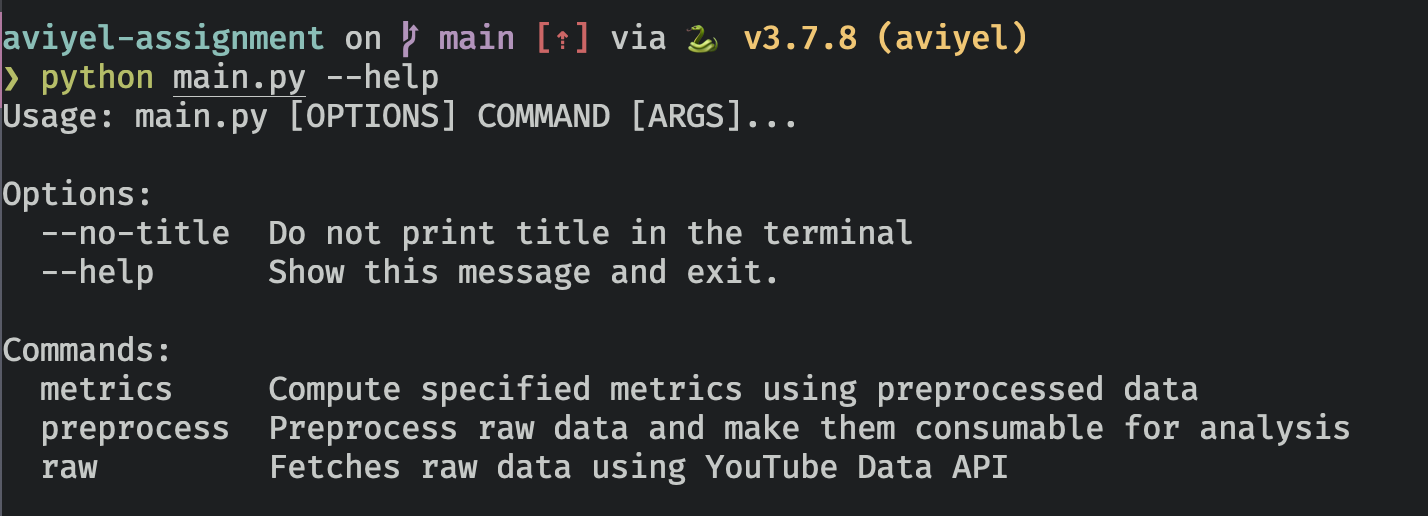 aviyel-assignment on main [⇡] via 🐍 v3.7.8 (aviyel)
❯ python main.py --help
Usage: main.py [OPTIONS] COMMAND [ARGS]...
Options:
  --no-title  Do not print title in the terminal
  --help      Show this message and exit.
Commands:
  metrics     Compute specified metrics using preprocessed data
  preprocess  Preprocess raw data and make them consumable for analysis
  raw         Fetches raw data using YouTube Data API